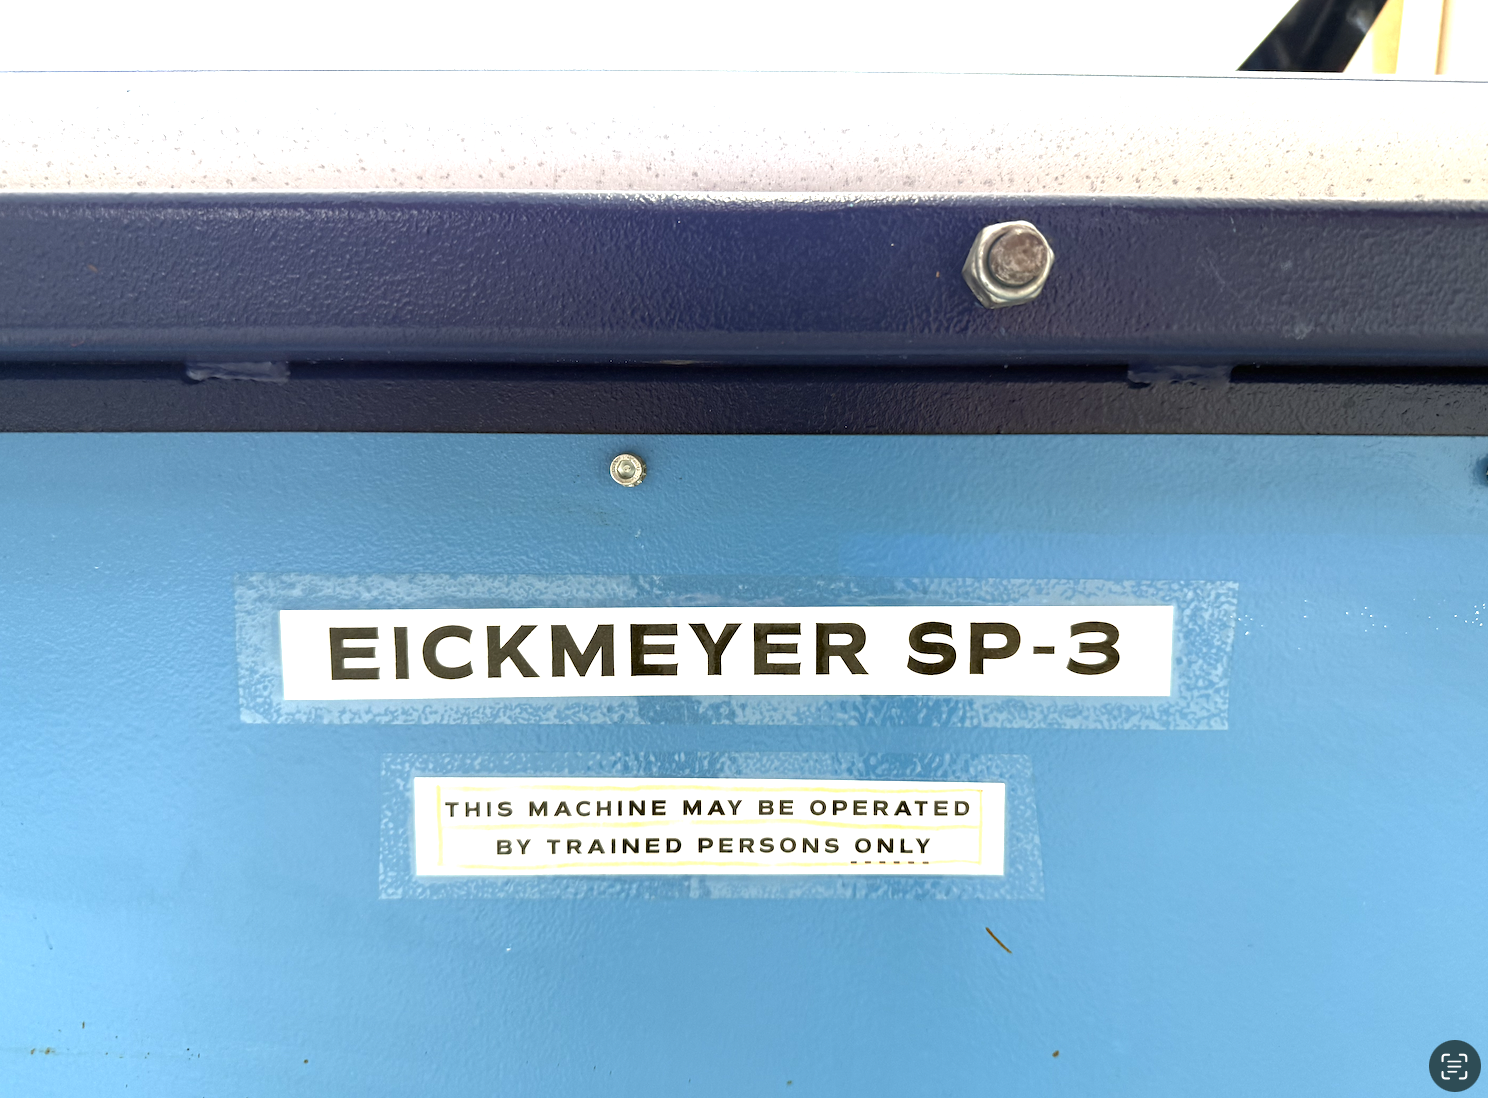 EICKMEYER SP-3
THIS MACHINE MAY BE OPERATED
BY TRAINED PERSONS ONLY